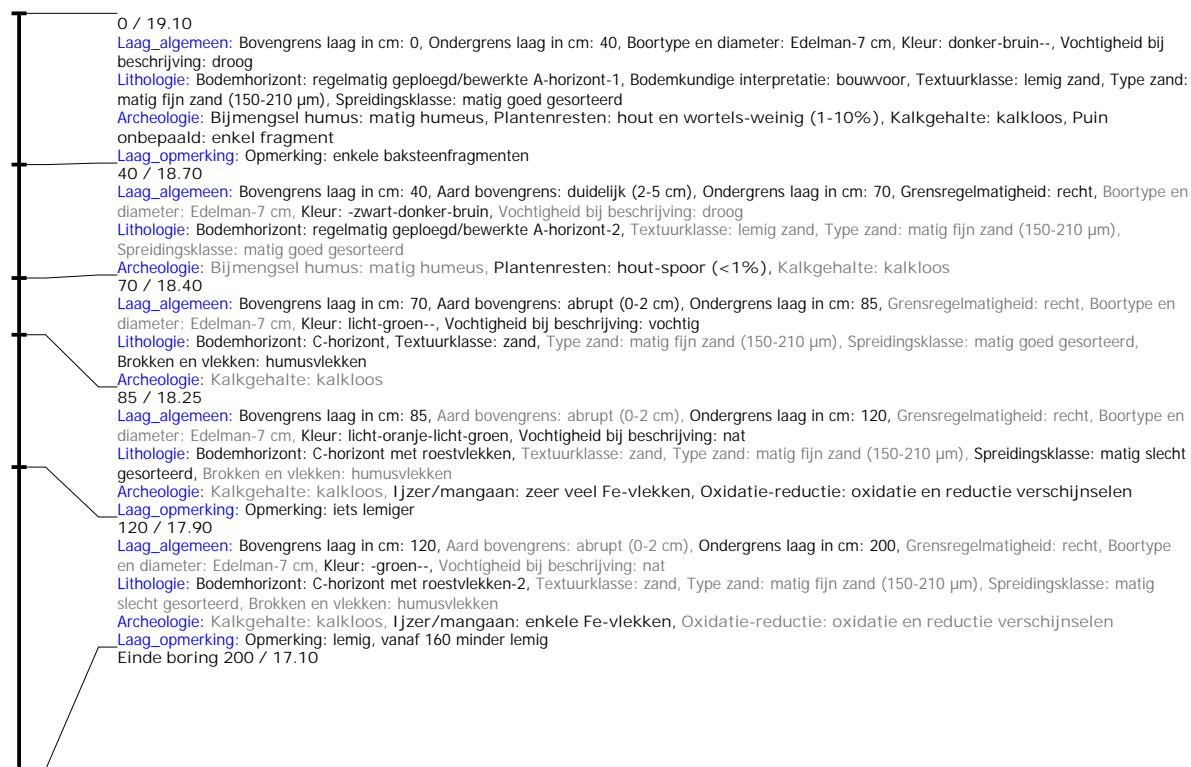 0 / 19.10
Laag_algemeen: Bovengrens laag in cm: 0, Ondergrens laag in cm: 40, Boortype en diameter: Edelman-7 cm, Kleur: donker-bruin--, Vochtigheid bij
beschrijving: droog
Lithologie: Bodemhorizont: regelmatig geploegd/bewerkte A-horizont-1, Bodemkundige interpretatie: bouwvoor, Textuurklasse: lemig zand, Type zand:
matig fijn zand (150-210 µm), Spreidingsklasse: matig goed gesorteerd
Archeologie: Bijmengsel humus: matig humeus, Plantenresten: hout en wortels-weinig (1-10%), Kalkgehalte: kalkloos, Puin
onbepaald: enkel fragment
Laag_opmerking: Opmerking: enkele baksteenfragmenten
40 / 18.70
Laag_algemeen: Bovengrens laag in cm: 40, Aard bovengrens: duidelijk (2-5 cm), Ondergrens laag in cm: 70, Grensregelmatigheid: recht, Boortype en
diameter: Edelman-7 cm, Kleur: -zwart-donker-bruin, Vochtigheid bij beschrijving: droog
Lithologie: Bodemhorizont: regelmatig geploegd/bewerkte A-horizont-2, Textuurklasse: lemig zand, Type zand: matig fijn zand (150-210 µm),
Spreidingsklasse: matig goed gesorteerd
Archeologie: Bijmengsel humus: matig humeus, Plantenresten: hout-spoor (<1%), Kalkgehalte: kalkloos
70 / 18.40
Laag_algemeen: Bovengrens laag in cm: 70, Aard bovengrens: abrupt (0-2 cm), Ondergrens laag in cm: 85, Grensregelmatigheid: recht, Boortype en
diameter: Edelman-7 cm, Kleur: licht-groen--, Vochtigheid bij beschrijving: vochtig
Lithologie: Bodemhorizont: C-horizont, Textuurklasse: zand, Type zand: matig fijn zand (150-210 µm), Spreidingsklasse: matig goed gesorteerd,
Brokken en vlekken: humusvlekken
Archeologie: Kalkgehalte: kalkloos
85 / 18.25
Laag_algemeen: Bovengrens laag in cm: 85, Aard bovengrens: abrupt (0-2 cm), Ondergrens laag in cm: 120, Grensregelmatigheid: recht, Boortype en
diameter: Edelman-7 cm, Kleur: licht-oranje-licht-groen, Vochtigheid bij beschrijving: nat
Lithologie: Bodemhorizont: C-horizont met roestvlekken, Textuurklasse: zand, Type zand: matig fijn zand (150-210 µm), Spreidingsklasse: matig slecht
gesorteerd, Brokken en vlekken: humusvlekken
Archeologie: Kalkgehalte: kalkloos, Ijzer/mangaan: zeer veel Fe-vlekken, Oxidatie-reductie: oxidatie en reductie verschijnselen
Laag_opmerking: Opmerking: iets lemiger
120 / 17.90
Laag_algemeen: Bovengrens laag in cm: 120, Aard bovengrens: abrupt (0-2 cm), Ondergrens laag in cm: 200, Grensregelmatigheid: recht, Boortype
en diameter: Edelman-7 cm, Kleur: -groen--, Vochtigheid bij beschrijving: nat
Lithologie: Bodemhorizont: C-horizont met roestvlekken-2, Textuurklasse: zand, Type zand: matig fijn zand (150-210 µm), Spreidingsklasse: matig
slecht gesorteerd, Brokken en vlekken: humusvlekken
Archeologie: Kalkgehalte: kalkloos, Ijzer/mangaan: enkele Fe-vlekken, Oxidatie-reductie: oxidatie en reductie verschijnselen
Laag_opmerking: Opmerking: lemig, vanaf 160 minder lemig
Einde boring 200 / 17.10